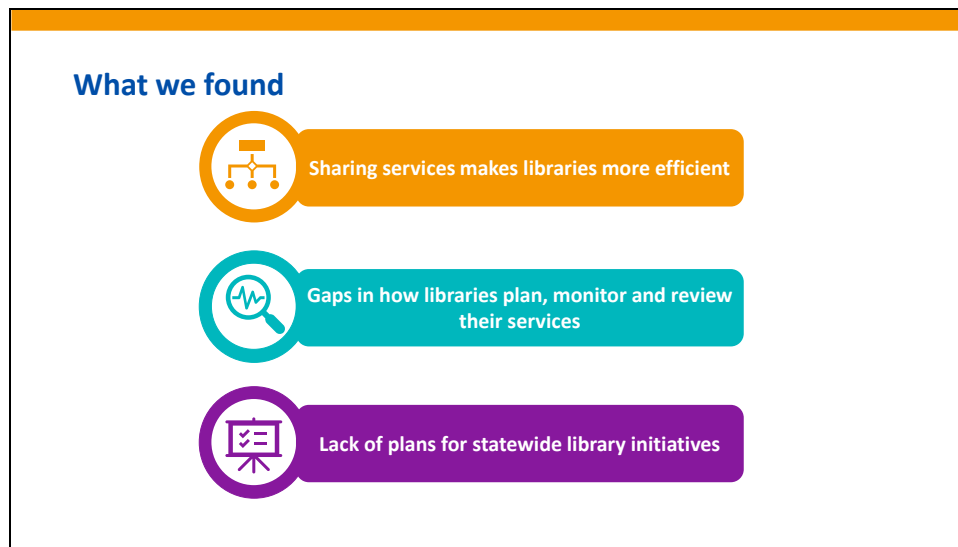 What we found
Sharing services makes libraries more efficient
Gaps in how libraries plan, monitor and review
their services
Lack of plans for statewide library initiatives